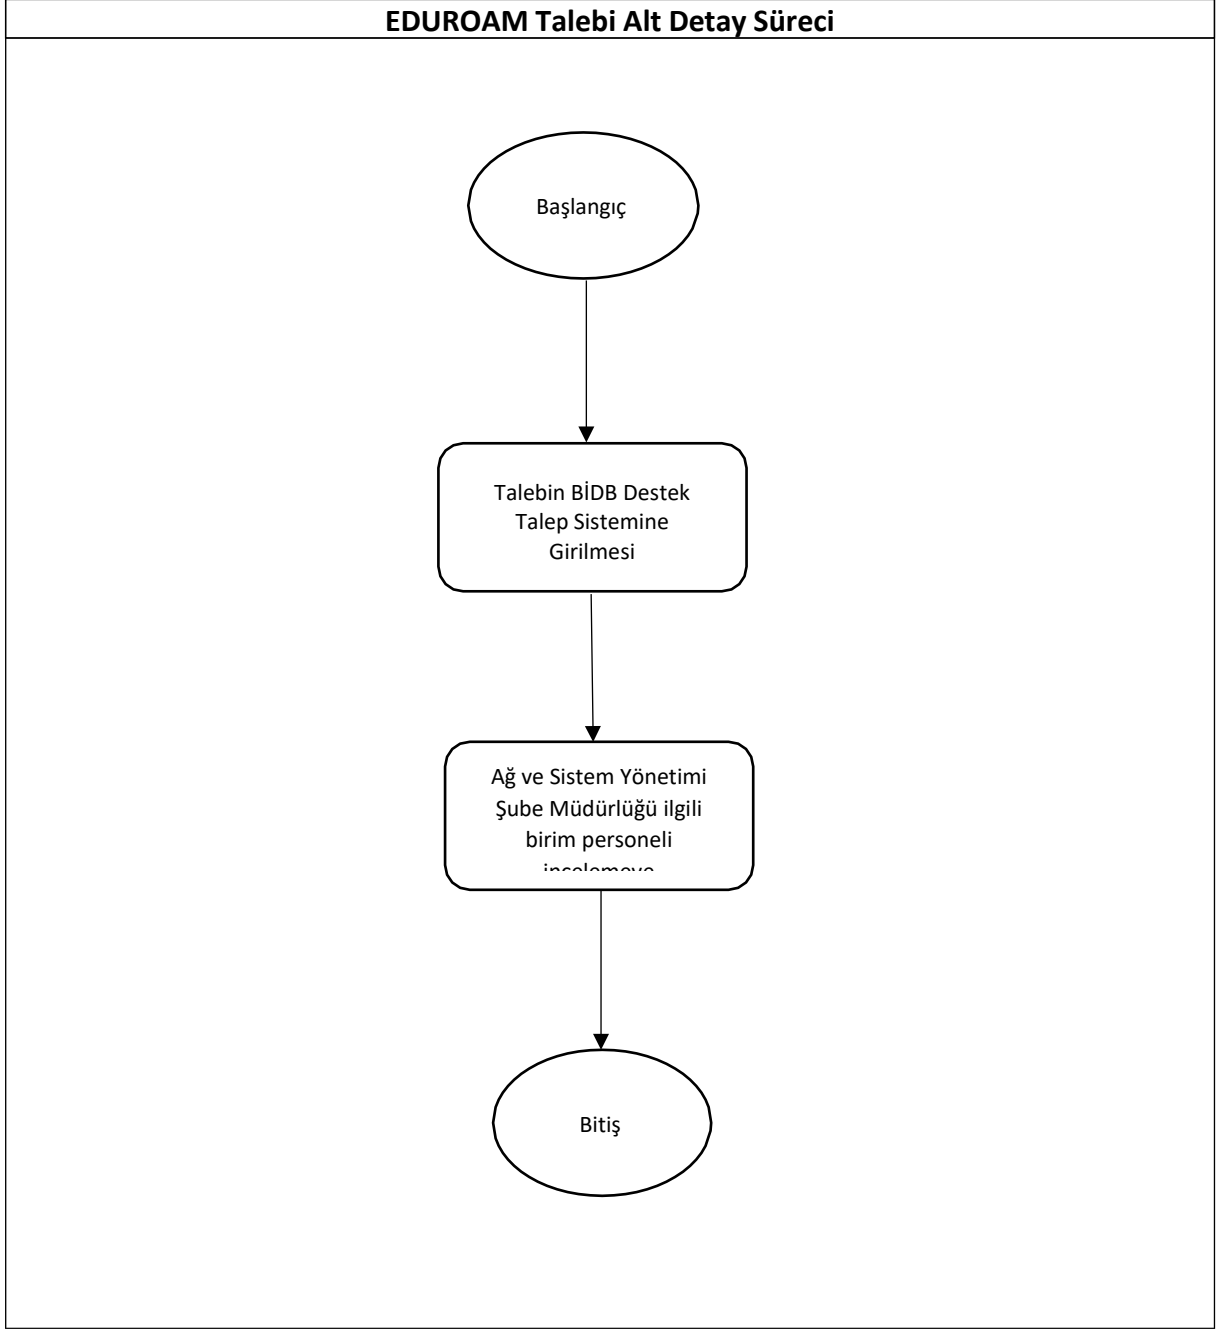 EDUROAM Talebi Alt Detay Süreci
Başlangıç
Talebin BİDB Destek
Talep Sistemine
Girilmesi
Ağ ve Sistem Yönetimi
Şube Müdürlüğü ilgili
birim personeli
incelemeye
Bitiş